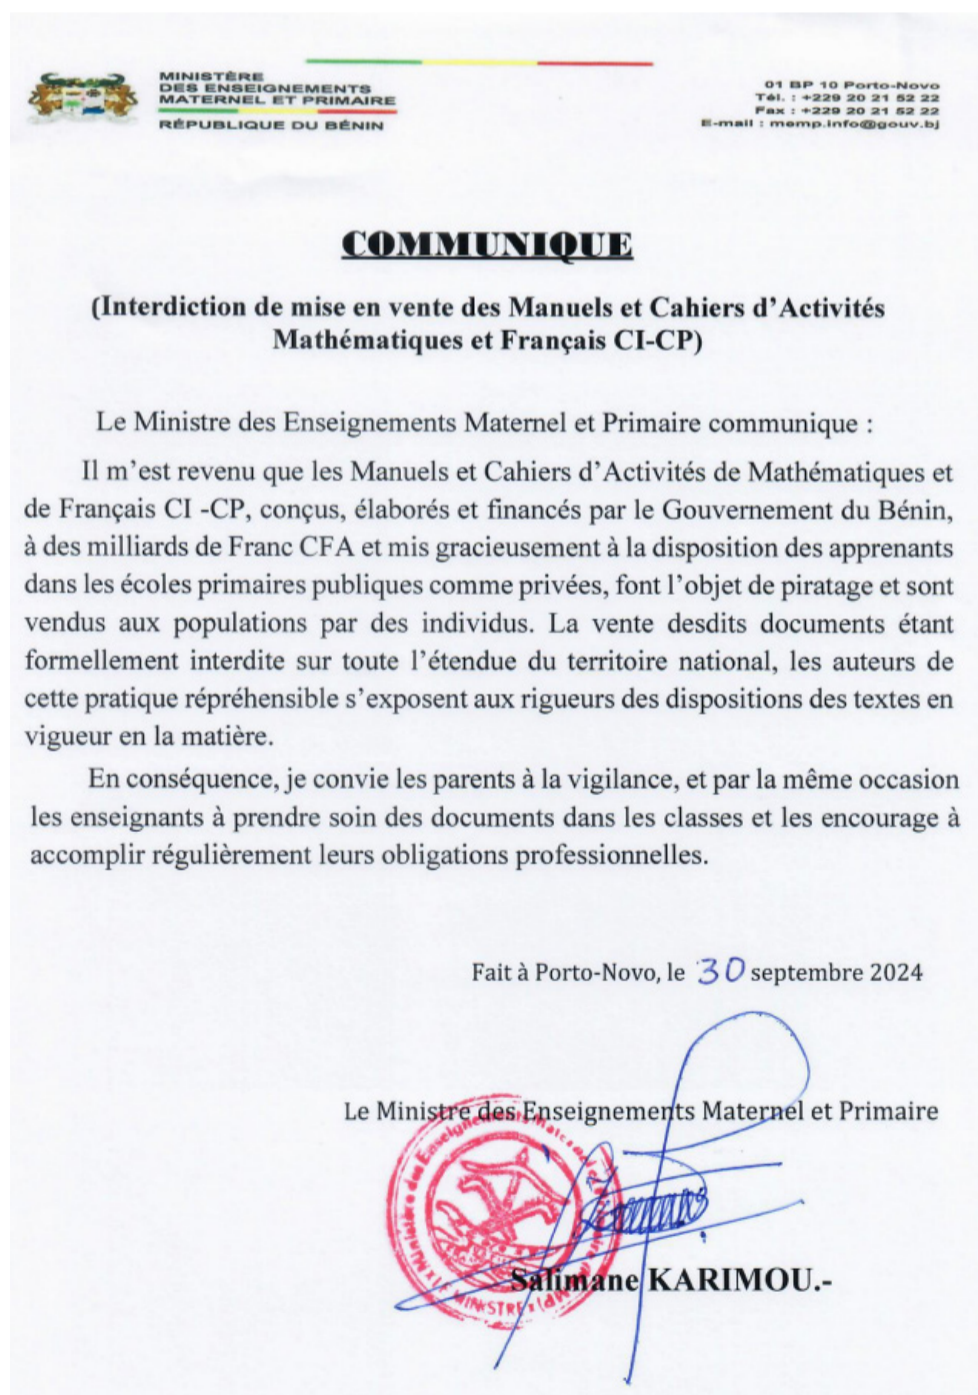 MINISTÈRE
DES ENSEIGNEMENTS
MATERNEL ET PRIMAIRE
RÉPUBLIQUE DU BÉNIN
01 BP 10 Porto-Novo
Tél. : +229 20 21 52 22
Fax : +229 20 21 52 22
E-mail : memp.info@gouv.bj
COMMUNIQUE
(Interdiction de mise en vente des Manuels et Cahiers d’Activités
Mathématiques et Français CI-CP)
Le Ministre des Enseignements Maternel et Primaire communique :
Il m’est revenu que les Manuels et Cahiers d’Activités de Mathématiques et
de Français CI -CP, conçus, élaborés et financés par le Gouvernement du Bénin,
à des milliards de Franc CFA et mis gracieusement à la disposition des apprenants
dans les écoles primaires publiques comme privées, font l’objet de piratage et sont
vendus aux populations par des individus. La vente desdits documents étant
formellement interdite sur toute l’étendue du territoire national, les auteurs de
cette pratique répréhensible s’exposent aux rigueurs des dispositions des textes en
vigueur en la matière.
En conséquence, je convie les parents à la vigilance, et par la même occasion
les enseignants à prendre soin des documents dans les classes et les encourage à
accomplir régulièrement leurs obligations professionnelles.
Fait à Porto-Novo, le 30 septembre 2024
Le Ministre des Enseignements Maternel et Primaire
Ministère des Enseignements
LE MINISTRE
Salimane KARIMOU.-